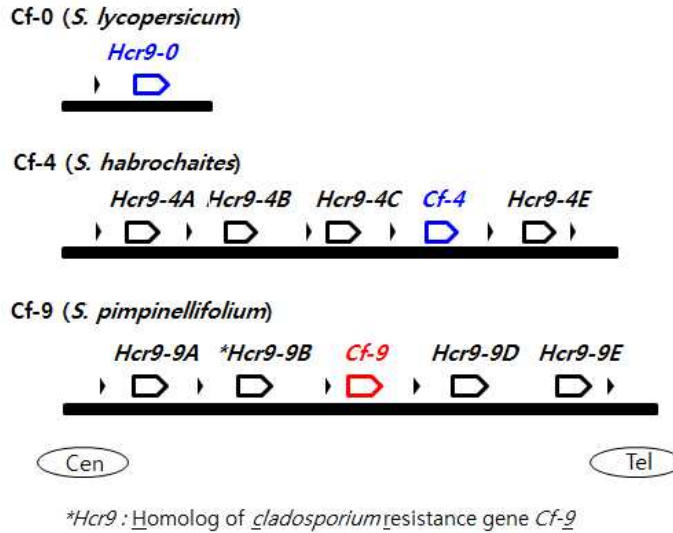 Cf-0 (S. lycopersicum)
Hcr9-0
Cf-4 (S. habrochaites)
Hcr9-4A Hcr9-4B Hcr9-4C Cf-4 Hcr9-4E
Cf-9 (S. pimpinellifolium)
Hcr9-9A *Hcr9-9B Cf-9 Hcr9-9D Hcr9-9E
Cen Tel
*Hcr9 : Homolog of cladosporium resistance gene Cf-9